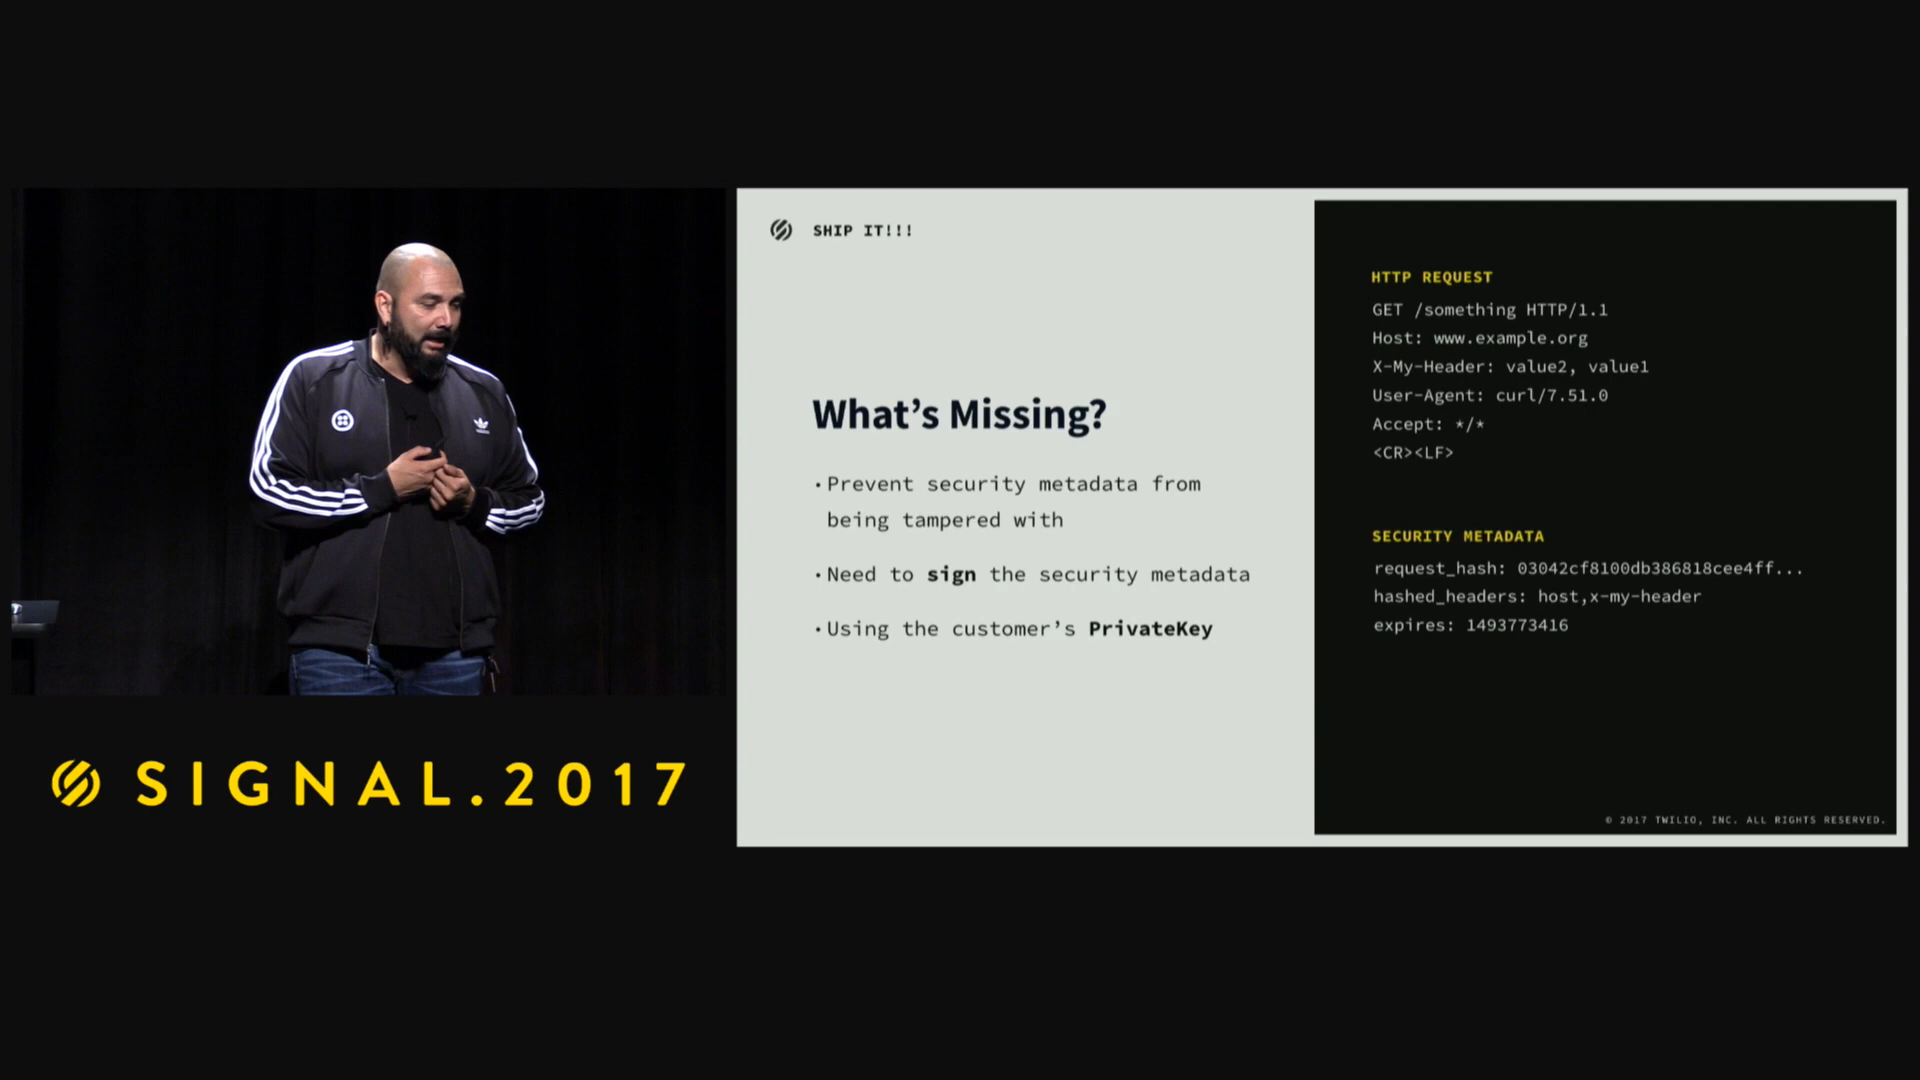 SHIP IT!!!
What's Missing?
·Prevent security metadata from
being tampered with
·Need to sign the security metadata
·Using the customer's PrivateKey
HTTP REQUEST
GET /something HTTP/1.1
Host: www.example.org
X-My-Header: value2, value1
User-Agent: curl/7.51.0
Accept: */*
<CR><LF>
SECURITY METADATA
request_hash: 03042cf8100db386818cee4ff...
hashed_headers: host,x-my-header
expires: 1493773416
© 2017 TWILIO, INC. ALL RIGHTS RESERVED.
SIGNAL.2017